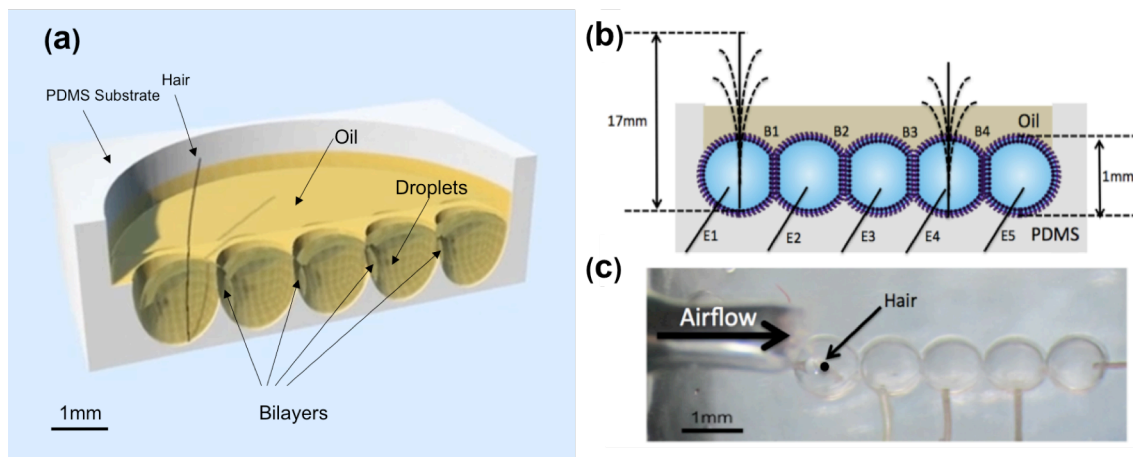 (a)
Hair
PDMS Substrate
Oil
Droplets
Bilayers
1mm
(b)
17mm
B1
B2
B3
B4
Oil
1mm
E1
E2
E3
E4
E5
PDMS
(c)
Airflow
Hair
1mm